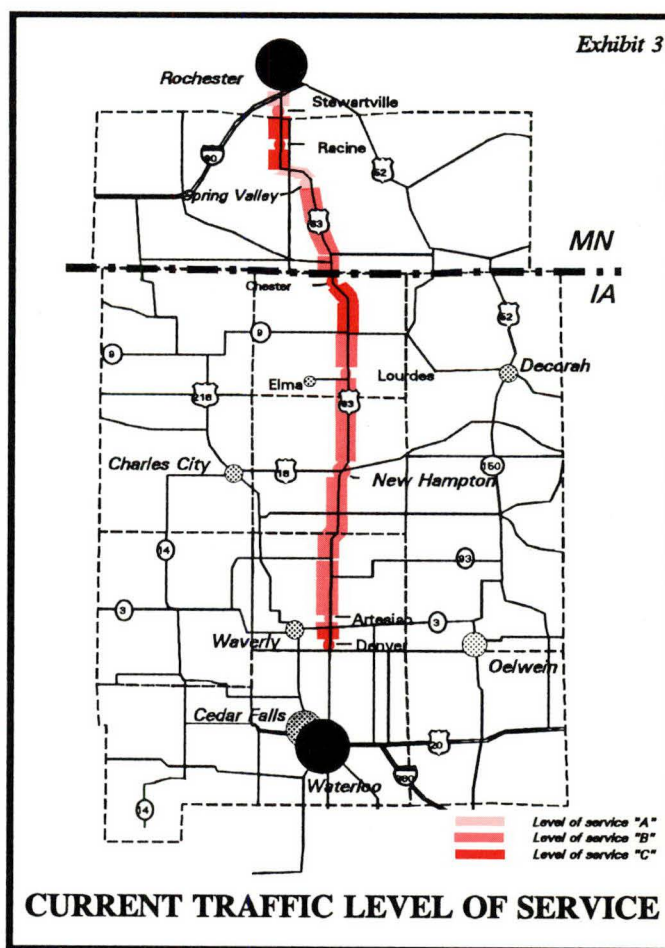 Exhibit 3
Rochester
Stewartville
Racine
90
52
Spring Valley
63
MN
IA
Chester
52
9
9
Decorah
Elma
Lourdes
218
63
Charles City
18
New Hampton
150
14
93
3
Artesian
3
Waverly
Denver
Oelwein
Cedar Falls
20
Waterloo
380
14
Level of service "A"
Level of service "B"
Level of service "C"
CURRENT TRAFFIC LEVEL OF SERVICE